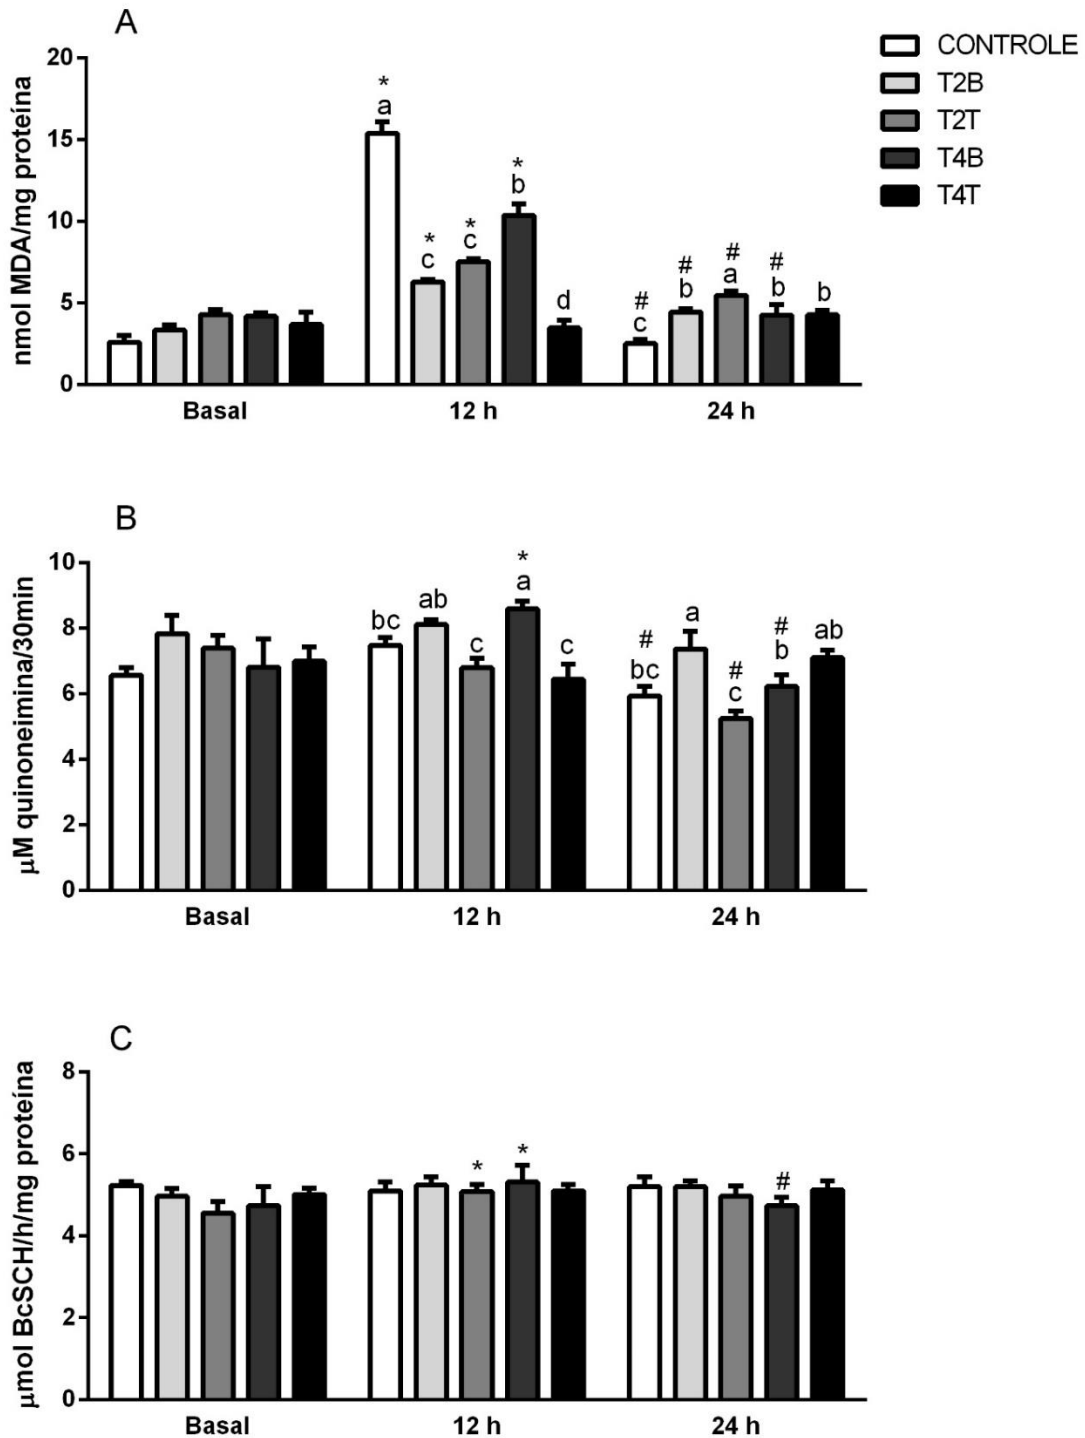 A
CONTROLE
T2B
T2T
T4B
T4T
nmol MDA/mg proteína
20
15
10
5
0
*
a
*
c
*
c
*
b
d
#
c
#
b
#
a
#
b
b
Basal
12 h
24 h
B
µM quinoneimina/30min
10
8
6
4
2
0
bc
ab
c
*
a
c
#
bc
a
#
c
#
b
ab
Basal
12 h
24 h
C
µmol BcSCH/h/mg proteína
8
6
4
2
0
*
*
#
Basal
12 h
24 h